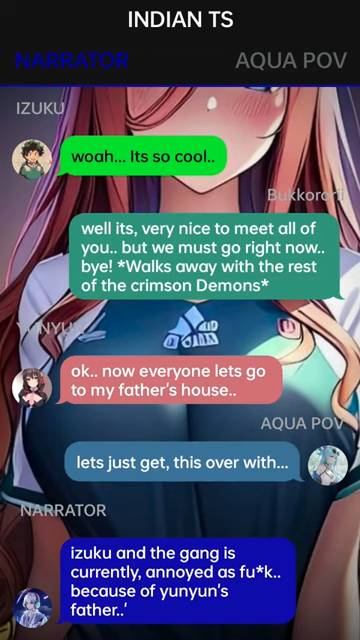 INDIAN TS
NARRATOR
AQUA POV
IZUKU
woah... Its so cool..
Bukkororii
well its, very nice to meet all of
you.. but we must go right now..
bye! *Walks away with the rest
of the crimson Demons*
YUNYUN
ok.. now everyone lets go
to my father's house..
AQUA POV
lets just get, this over with...
NARRATOR
izuku and the gang is
currently, annoyed as fu*k..
because of yunyun's
father..'